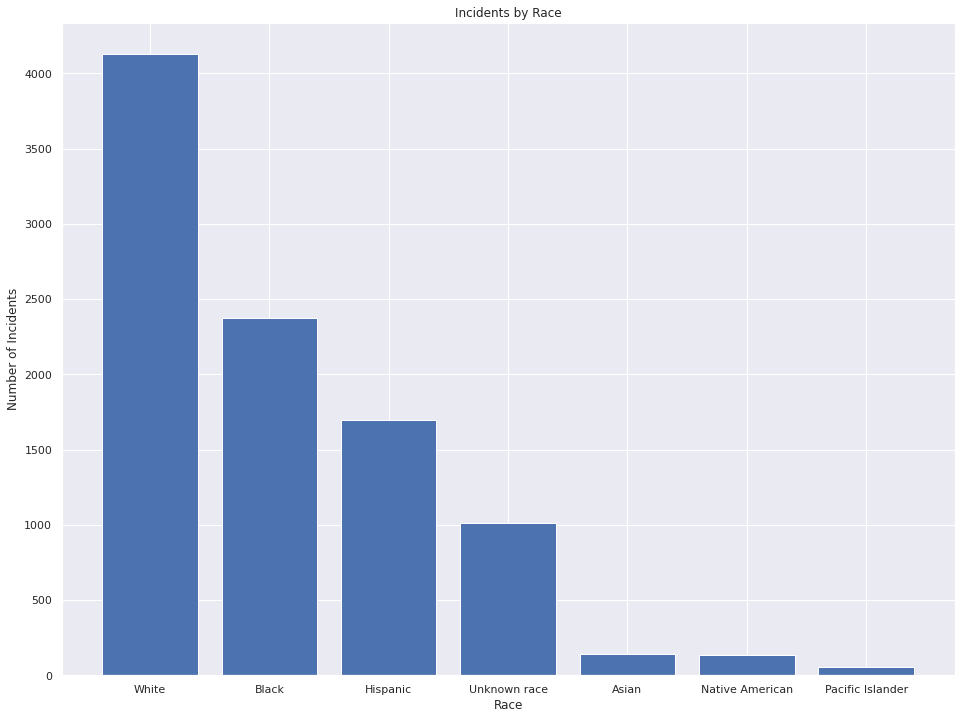 Incidents by Race
Number of Incidents
4000
3500
3000
2500
2000
1500
1000
500
0
White Black Hispanic Unknown race Asian Native American Pacific Islander
Race